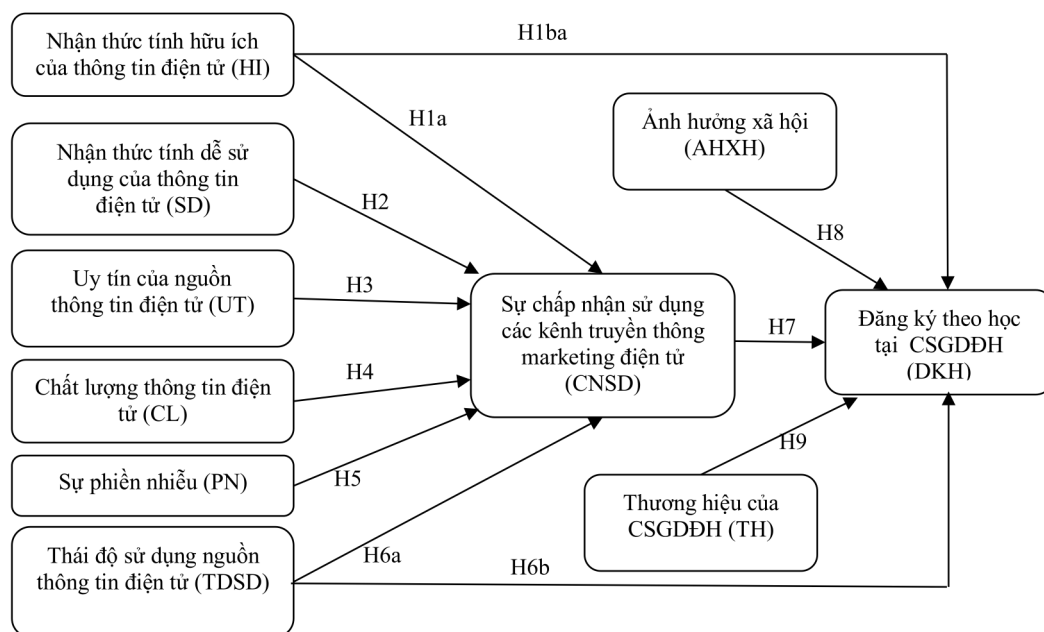 Nhận thức tính hữu ích
của thông tin điện tử (HI)
H1ba
H1a
Ảnh hưởng xã hội
(AHXH)
Nhận thức tính dễ sử
dụng của thông tin
điện tử (SD)
H2
H8
Uy tín của nguồn
thông tin điện tử (UT)
H3
Sự chấp nhận sử dụng
các kênh truyền thông
marketing điện tử
(CNSD)
H7
Đăng ký theo học
tại CSGDĐH
(DKH)
Chất lượng thông tin điện
tử (CL)
H4
Sự phiền nhiễu (PN)
H5
H9
Thương hiệu của
CSGDĐH (TH)
Thái độ sử dụng nguồn
thông tin điện tử (TDSD)
H6a
H6b